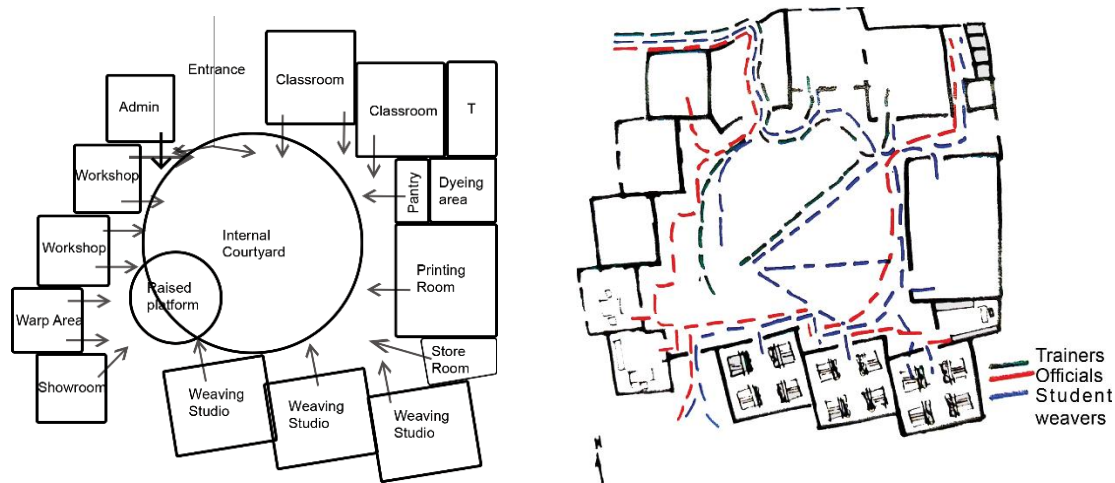 Entrance
Classroom
Classroom
T
Admin
Workshop
Pantry
Dyeing
area
Workshop
Internal
Courtyard
Printing
Room
Raised
platform
Warp Area
Showroom
Store
Room
Weaving
Studio
Weaving
Studio
Weaving
Studio
Trainers
Officials
Student
weavers
N